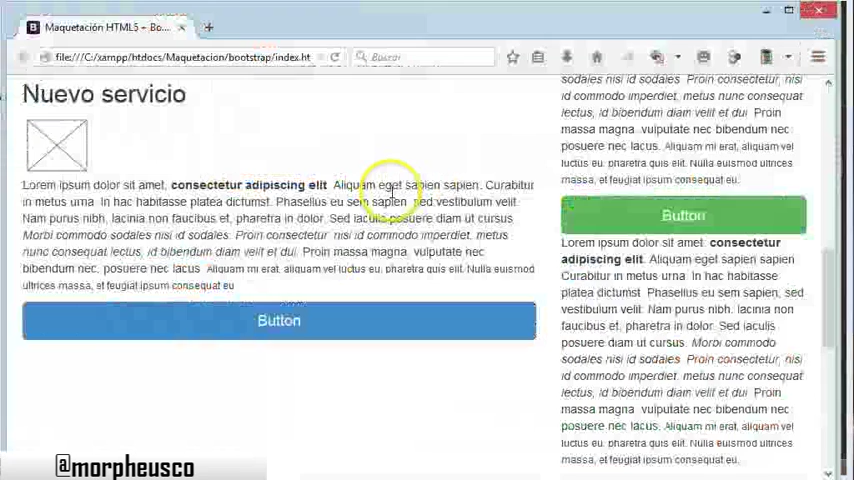 Maquetación HTML5 + Bo...
file:///C:/xampp/htdocs/Maquetacion/bootstrap/index.ht
Buscar
Nuevo servicio
Lorem ipsum dolor sit amet, consectetur adipiscing elit. Aliquam eget sapien sapien. Curabitur
in metus urna. In hac habitasse platea dictumst. Phasellus eu sem sapien, sed vestibulum velit.
Nam purus nibh, lacinia non faucibus et, pharetra in dolor. Sed iaculis posuere diam ut cursus.
Morbi commodo sodales nisi id sodales. Proin consectetur, nisi id commodo imperdiet, metus
nunc consequat lectus, id bibendum diam velit et dui. Proin massa magna, vulputate nec
bibendum nec, posuere nec lacus. Aliquam mi erat, aliquam vel luctus eu, pharetra quis elit. Nulla euismod
ultrices massa, et feugiat ipsum consequat eu.
Button
sodales nisi id sodales. Proin consectetur, nisi
id commodo imperdiet, metus nunc consequat
lectus, id bibendum diam velit et dui. Proin
massa magna, vulputate nec bibendum nec,
posuere nec lacus. Aliquam mi erat, aliquam vel
luctus eu, pharetra quis elit. Nulla euismod ultrices
massa, et feugiat ipsum consequat eu.
Button
Lorem ipsum dolor sit amet, consectetur
adipiscing elit. Aliquam eget sapien sapien.
Curabitur in metus urna. In hac habitasse
platea dictumst. Phasellus eu sem sapien, sed
vestibulum velit. Nam purus nibh, lacinia non
faucibus et, pharetra in dolor. Sed iaculis
posuere diam ut cursus. Morbi commodo
sodales nisi id sodales. Proin consectetur, nisi
id commodo imperdiet, metus nunc consequat
lectus, id bibendum diam velit et dui. Proin
massa magna, vulputate nec bibendum nec,
posuere nec lacus. Aliquam mi erat, aliquam vel
luctus eu, pharetra quis elit. Nulla euismod ultrices
massa, et feugiat ipsum consequat eu.
@morpheusco